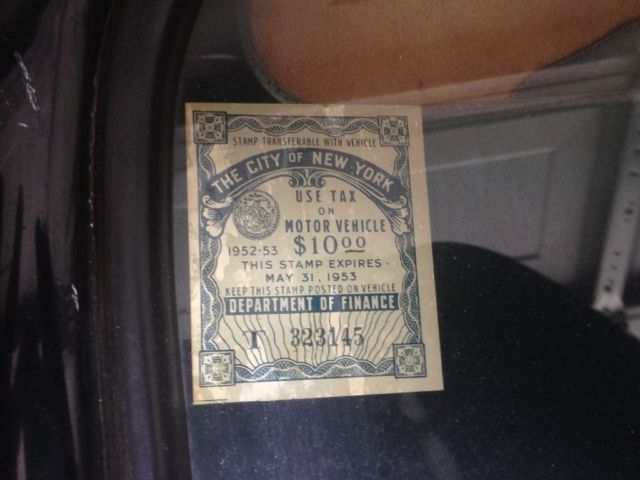 STAMP TRANSFERABLE WITH VEHICLE
THE CITY OF NEW YORK
USE TAX
ON
MOTOR VEHICLE
1952-53 $10.00
THIS STAMP EXPIRES
MAY 31, 1953
KEEP THIS STAMP POSTED ON VEHICLE
DEPARTMENT OF FINANCE
T 323145